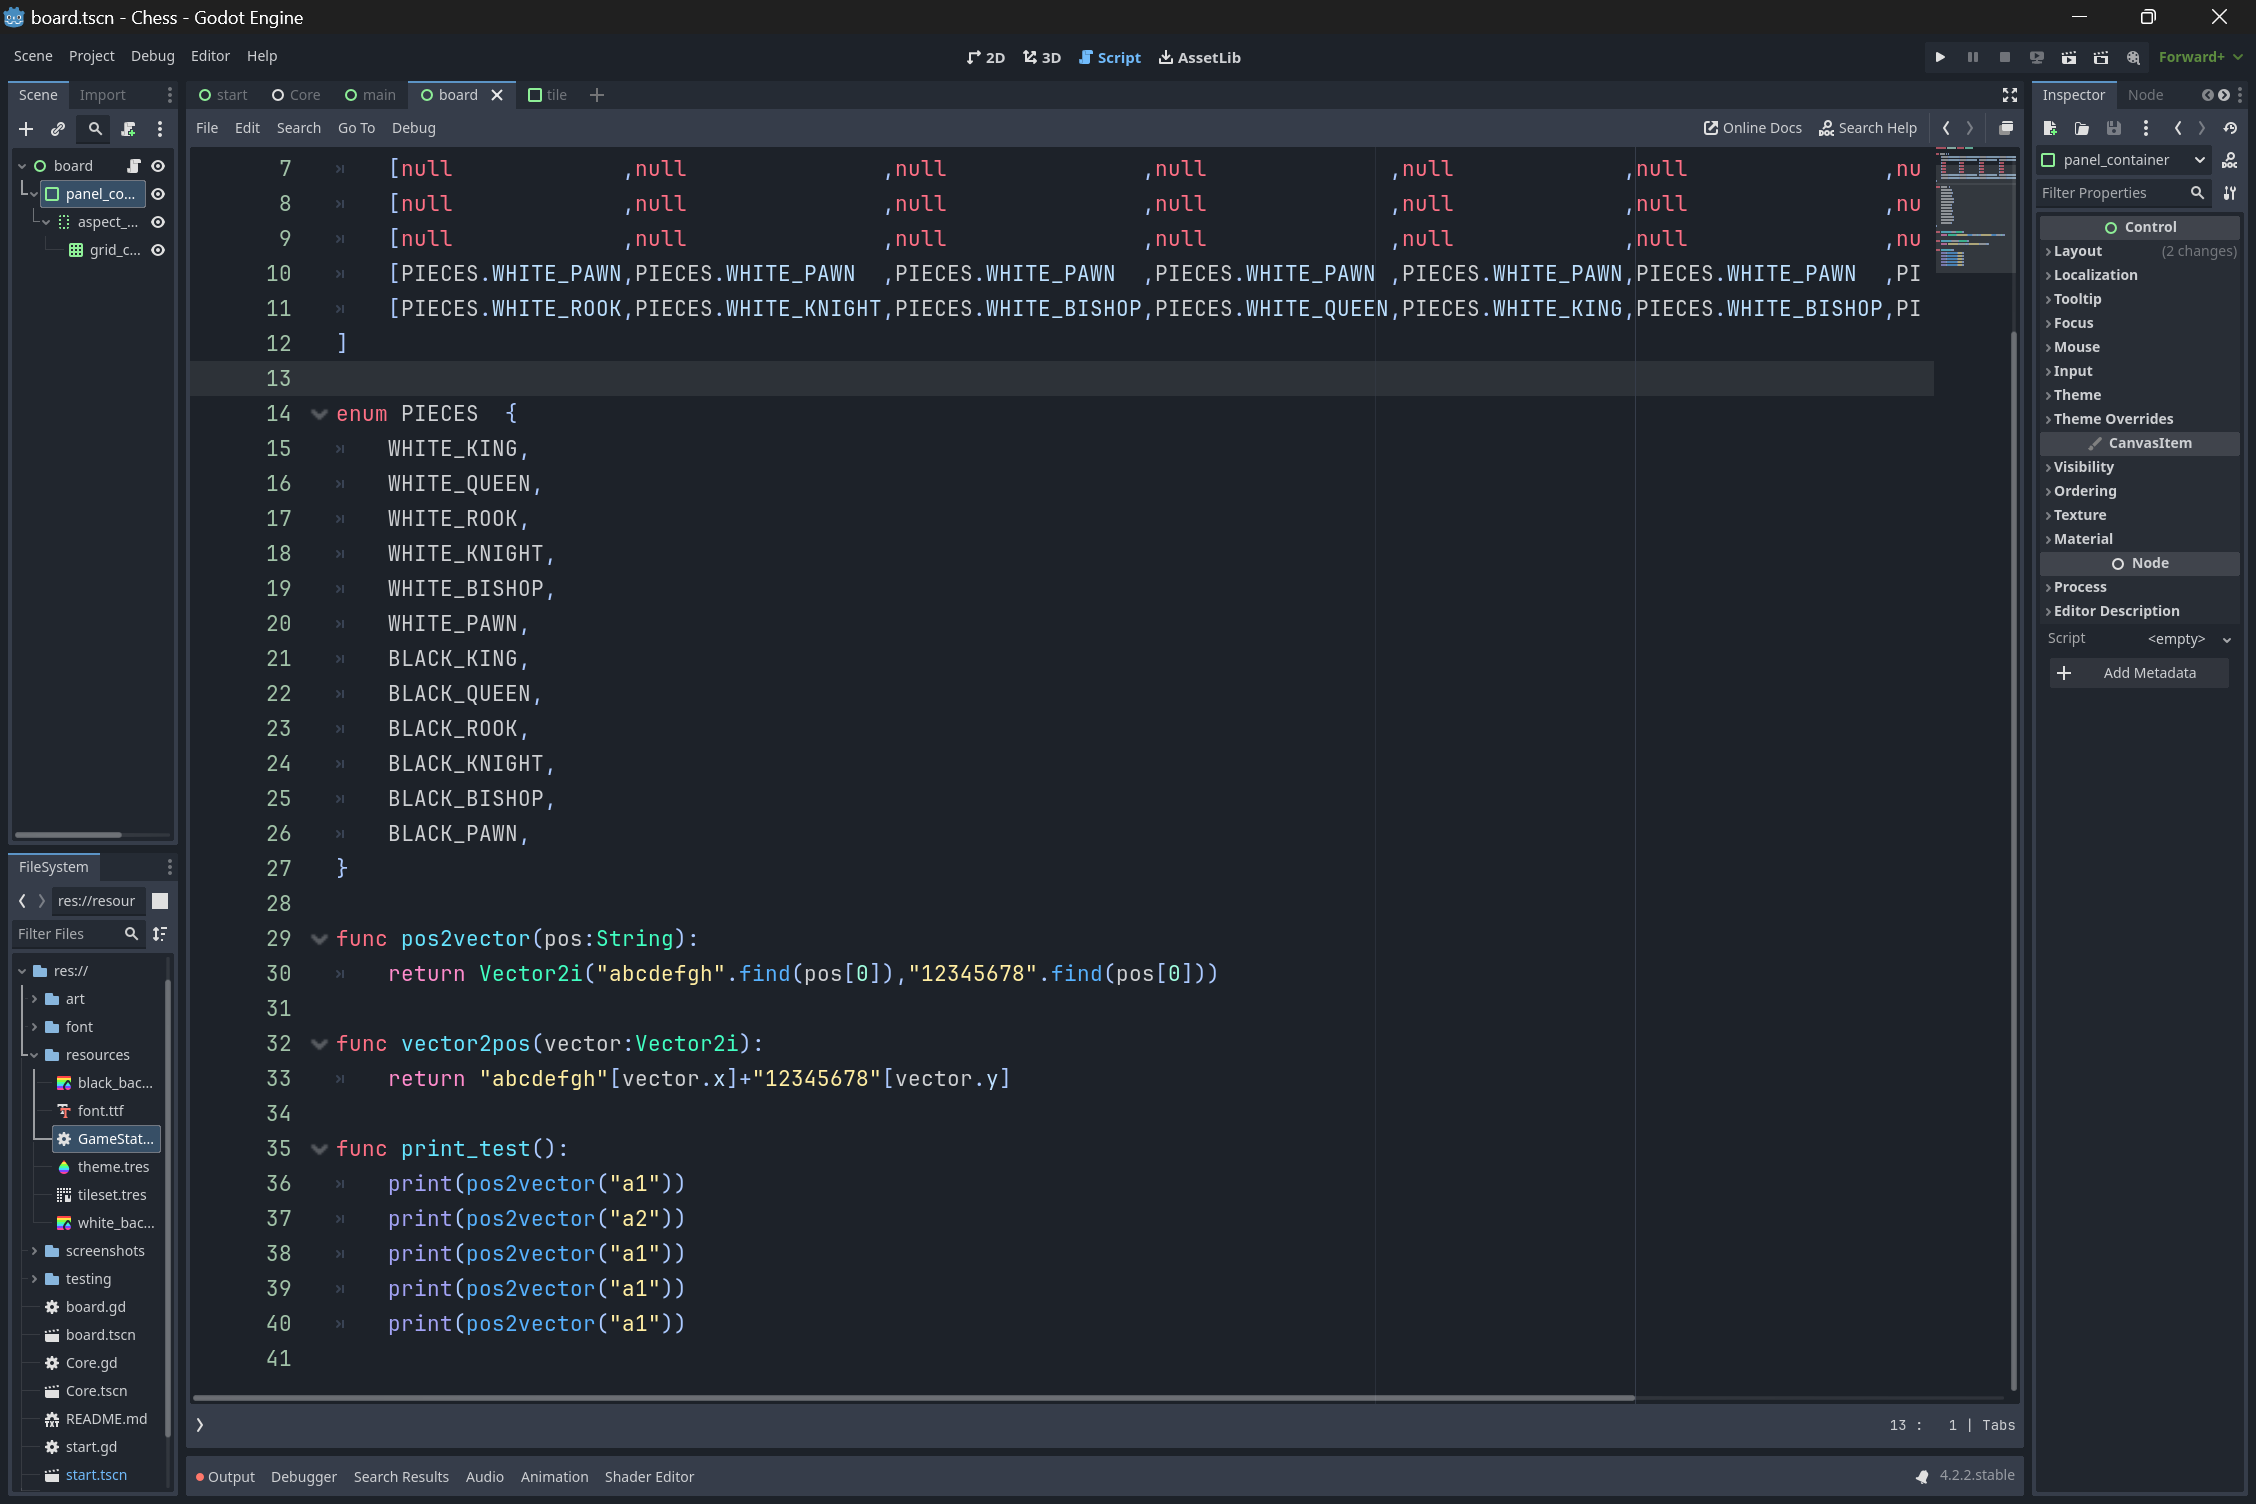 board.tscn - Chess - Godot Engine
Scene Project Debug Editor Help
2D 3D Script AssetLib
Forward+
Scene Import
start Core main board tile
Inspector Node
File Edit Search Go To Debug
Online Docs Search Help
board
panel_co...
aspect_...
grid_c...
7 [null ,null ,null ,null ,null ,null ,nu
8 [null ,null ,null ,null ,null ,null ,nu
9 [null ,null ,null ,null ,null ,null ,nu
10 [PIECES.WHITE_PAWN,PIECES.WHITE_PAWN ,PIECES.WHITE_PAWN ,PIECES.WHITE_PAWN ,PIECES.WHITE_PAWN,PIECES.WHITE_PAWN ,PI
11 [PIECES.WHITE_ROOK,PIECES.WHITE_KNIGHT,PIECES.WHITE_BISHOP,PIECES.WHITE_QUEEN,PIECES.WHITE_KING,PIECES.WHITE_BISHOP,PI
12 ]
13
14 enum PIECES  {
15 WHITE_KING,
16 WHITE_QUEEN,
17 WHITE_ROOK,
18 WHITE_KNIGHT,
19 WHITE_BISHOP,
20 WHITE_PAWN,
21 BLACK_KING,
22 BLACK_QUEEN,
23 BLACK_ROOK,
24 BLACK_KNIGHT,
25 BLACK_BISHOP,
26 BLACK_PAWN,
27 }
28
29 func pos2vector(pos:String):
30 return Vector2i("abcdefgh".find(pos[0]),"12345678".find(pos[0]))
31
32 func vector2pos(vector:Vector2i):
33 return "abcdefgh"[vector.x]+"12345678"[vector.y]
34
35 func print_test():
36 print(pos2vector("a1"))
37 print(pos2vector("a2"))
38 print(pos2vector("a1"))
39 print(pos2vector("a1"))
40 print(pos2vector("a1"))
41
13 : 1 | Tabs
FileSystem
res://resour
Filter Files
res://
art
font
resources
black_bac...
font.ttf
GameStat...
theme.tres
tileset.tres
white_bac...
screenshots
testing
board.gd
board.tscn
Core.gd
Core.tscn
README.md
start.gd
start.tscn
Output Debugger Search Results Audio Animation Shader Editor
4.2.2.stable
panel_container
Filter Properties
Control
Layout (2 changes)
Localization
Tooltip
Focus
Mouse
Input
Theme
Theme Overrides
CanvasItem
Visibility
Ordering
Texture
Material
Node
Process
Editor Description
Script <empty>
Add Metadata